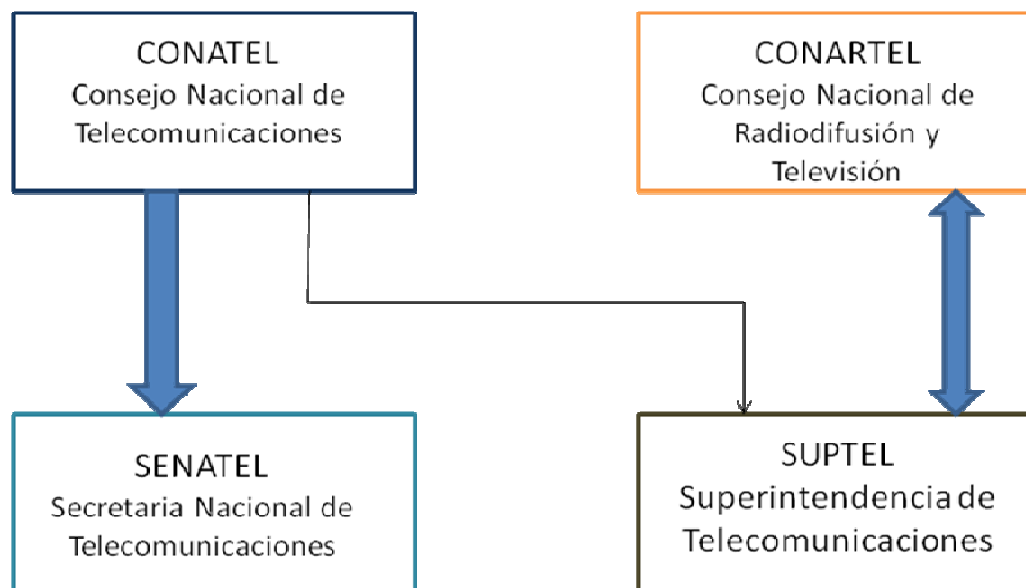 CONATEL
Consejo Nacional de
Telecomunicaciones
CONARTEL
Consejo Nacional de
Radiodifusión y
Televisión
SENATEL
Secretaria Nacional de
Telecomunicaciones
SUPTEL
Superintendencia de
Telecomunicaciones